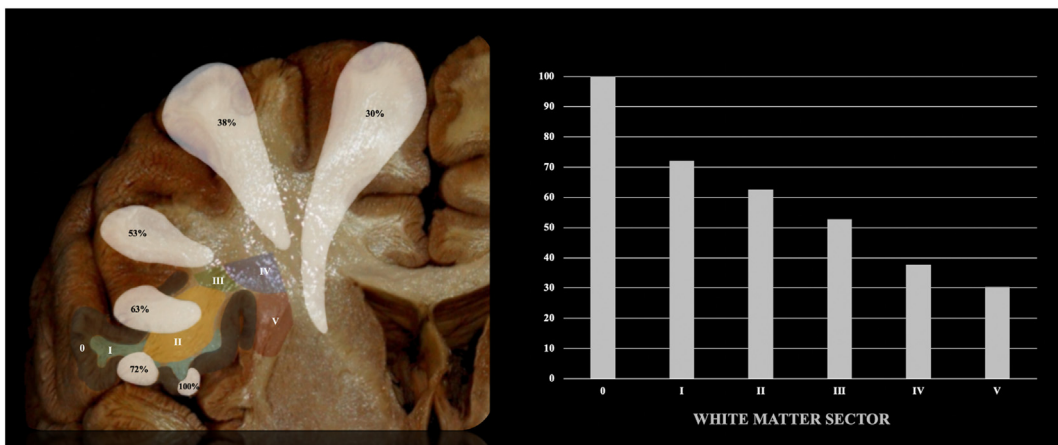 38%
30%
53%
III
IV
63%
V
II
0
I
72%
100%
100
90
80
70
60
50
40
30
20
10
0
0 I II III IV V
WHITE MATTER SECTOR